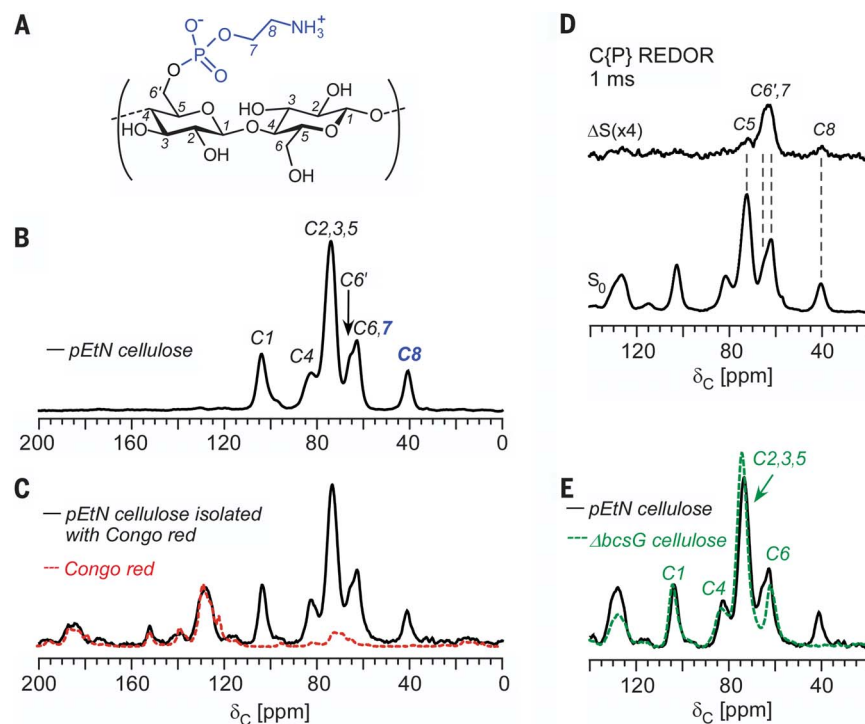 A
O-
O
8
NH3+
P
O
7
O
O
6'
5
O
HO
3
2
OH
1
O
4
HO
3
2
OH
1
O
4
O
HO
5
6
OH
B
C2,3,5
C6'
C6,7
C1
C4
C8
pEtN cellulose
200 160 120 80 40 0
δC [ppm]
C
pEtN cellulose isolated
with Congo red
Congo red
200 160 120 80 40 0
δC [ppm]
D
C{P} REDOR
1 ms
C6',7
C5
C8
ΔS(x4)
S0
120 80 40
δC [ppm]
E
pEtN cellulose
ΔbcsG cellulose
C2,3,5
C1
C4
C6
120 80 40
δC [ppm]